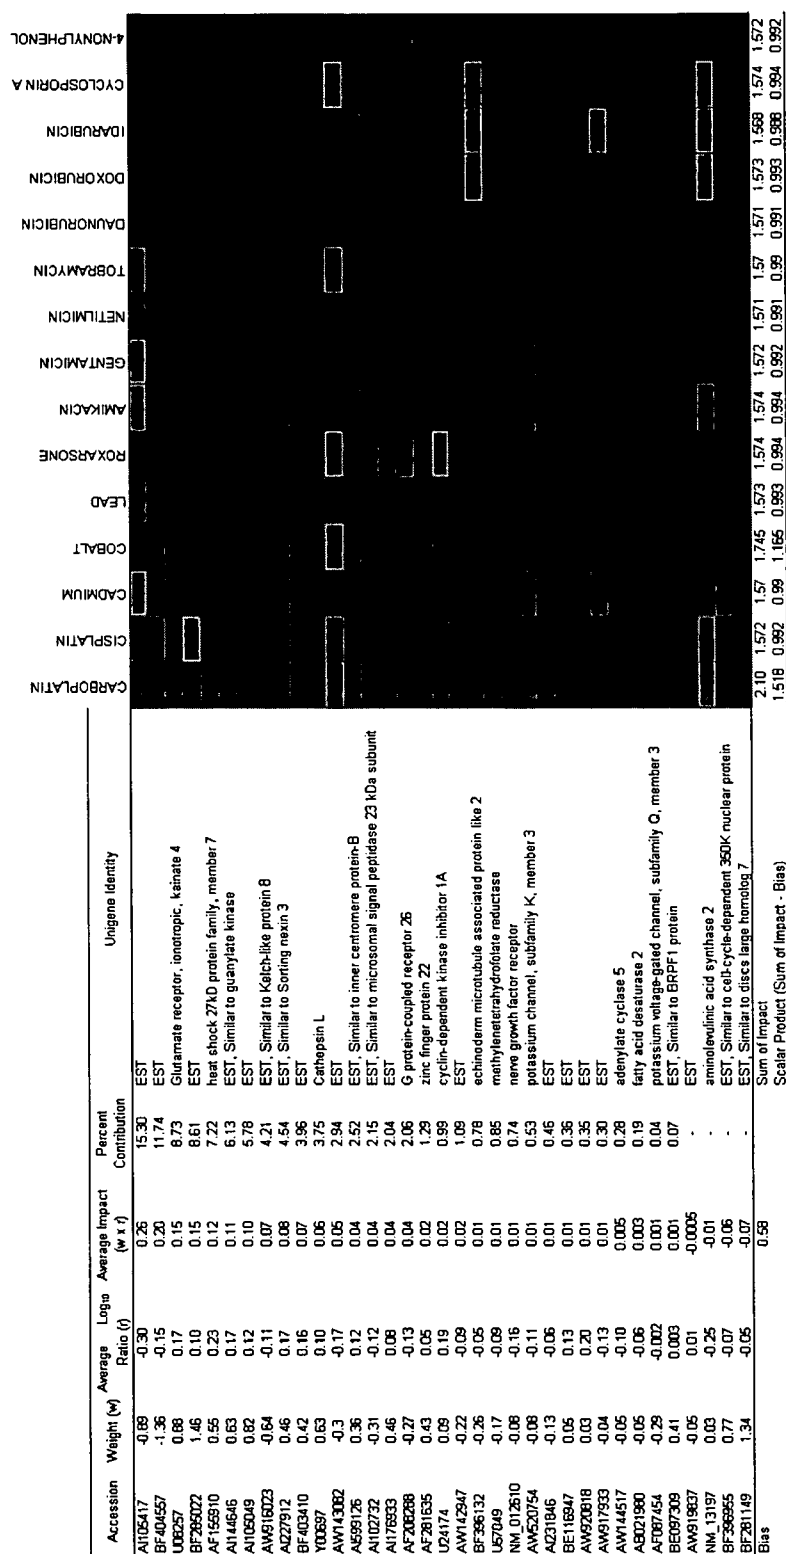 CARBOPLATIN CISPLATIN CADMIUM COBALT LEAD ROXARSONE AMIKACIN GENTAMICIN NETILMICIN TOBRAMYCIN DAUNORUBICIN DOXORUBICIN IDARUBICIN CYCLOSPORIN A 4-NONYLPHENOL
Accession Weight (w) Average Log10 Ratio (r) Average Impact (w x r) Percent Contribution Unigene Identity
AI105417 -0.89 -0.30 0.26 15.30 EST
BF404557 -1.36 -0.15 0.20 11.74 EST
U08257 0.88 0.17 0.15 8.73 Glutamate receptor, ionotropic, kainate 4
BF285022 1.46 0.10 0.15 8.61 EST
AF155910 0.55 0.23 0.12 7.22 heat shock 27kD protein family, member 7
AI144646 0.63 0.17 0.11 6.13 EST, Similar to guanylate kinase
AI105049 0.82 0.12 0.10 5.78 EST
AW916023 -0.64 -0.11 0.07 4.21 EST, Similar to Kelch-like protein 8
AI227912 0.46 0.17 0.08 4.54 EST, Similar to Sorting nexin 3
BF403410 0.42 0.16 0.07 3.96 EST
Y00697 0.63 0.10 0.06 3.75 Cathepsin L
AW143082 -0.3 -0.17 0.05 2.94 EST
AI599126 0.36 0.12 0.04 2.52 EST, Similar to inner centromere protein-B
AI102732 -0.31 -0.12 0.04 2.15 EST, Similar to microsomal signal peptidase 23 kDa subunit
AI176933 0.46 0.08 0.04 2.04 EST
AF208288 -0.27 -0.13 0.04 2.06 G protein-coupled receptor 26
AF281635 0.43 0.05 0.02 1.29 zinc finger protein 22
U24174 0.09 0.19 0.02 0.99 cyclin-dependent kinase inhibitor 1A
AW142947 -0.22 -0.09 0.02 1.09 EST
BF396132 -0.26 -0.05 0.01 0.78 echinoderm microtubule associated protein like 2
U67049 -0.17 -0.09 0.01 0.85 methylenetetrahydrofolate reductase
NM_012610 -0.08 -0.16 0.01 0.74 nerve growth factor receptor
AW520754 -0.08 -0.11 0.01 0.53 potassium channel, subfamily K, member 3
AI231846 -0.13 -0.06 0.01 0.46 EST
BE116947 0.05 0.13 0.01 0.36 EST
AW920818 0.03 0.20 0.01 0.35 EST
AW917933 -0.04 -0.13 0.01 0.30 EST
AW144517 -0.05 -0.10 0.005 0.28 adenylate cyclase 5
AB021980 -0.05 -0.06 0.003 0.19 fatty acid desaturase 2
AF087454 -0.29 -0.002 0.001 0.04 potassium voltage-gated channel, subfamily Q, member 3
BE097309 0.41 0.003 0.001 0.07 EST, Similar to BRPF1 protein
AW919837 -0.05 0.01 -0.0005 - EST
NM_13197 0.03 -0.25 -0.01 - aminolevulinic acid synthase 2
BF396955 0.77 -0.07 -0.06 - EST, Similar to cell-cycle-dependent 350K nuclear protein
BF281149 1.34 -0.05 -0.07 - EST, Similar to discs large homolog 7
Bias 0.58 Sum of Impact 2.10 1.572 1.57 1.745 1.573 1.574 1.574 1.572 1.571 1.57 1.571 1.573 1.568 1.574 1.572
Scalar Product (Sum of Impact - Bias) 1.518 0.992 0.99 1.165 0.993 0.994 0.994 0.992 0.991 0.99 0.991 0.993 0.988 0.994 0.992